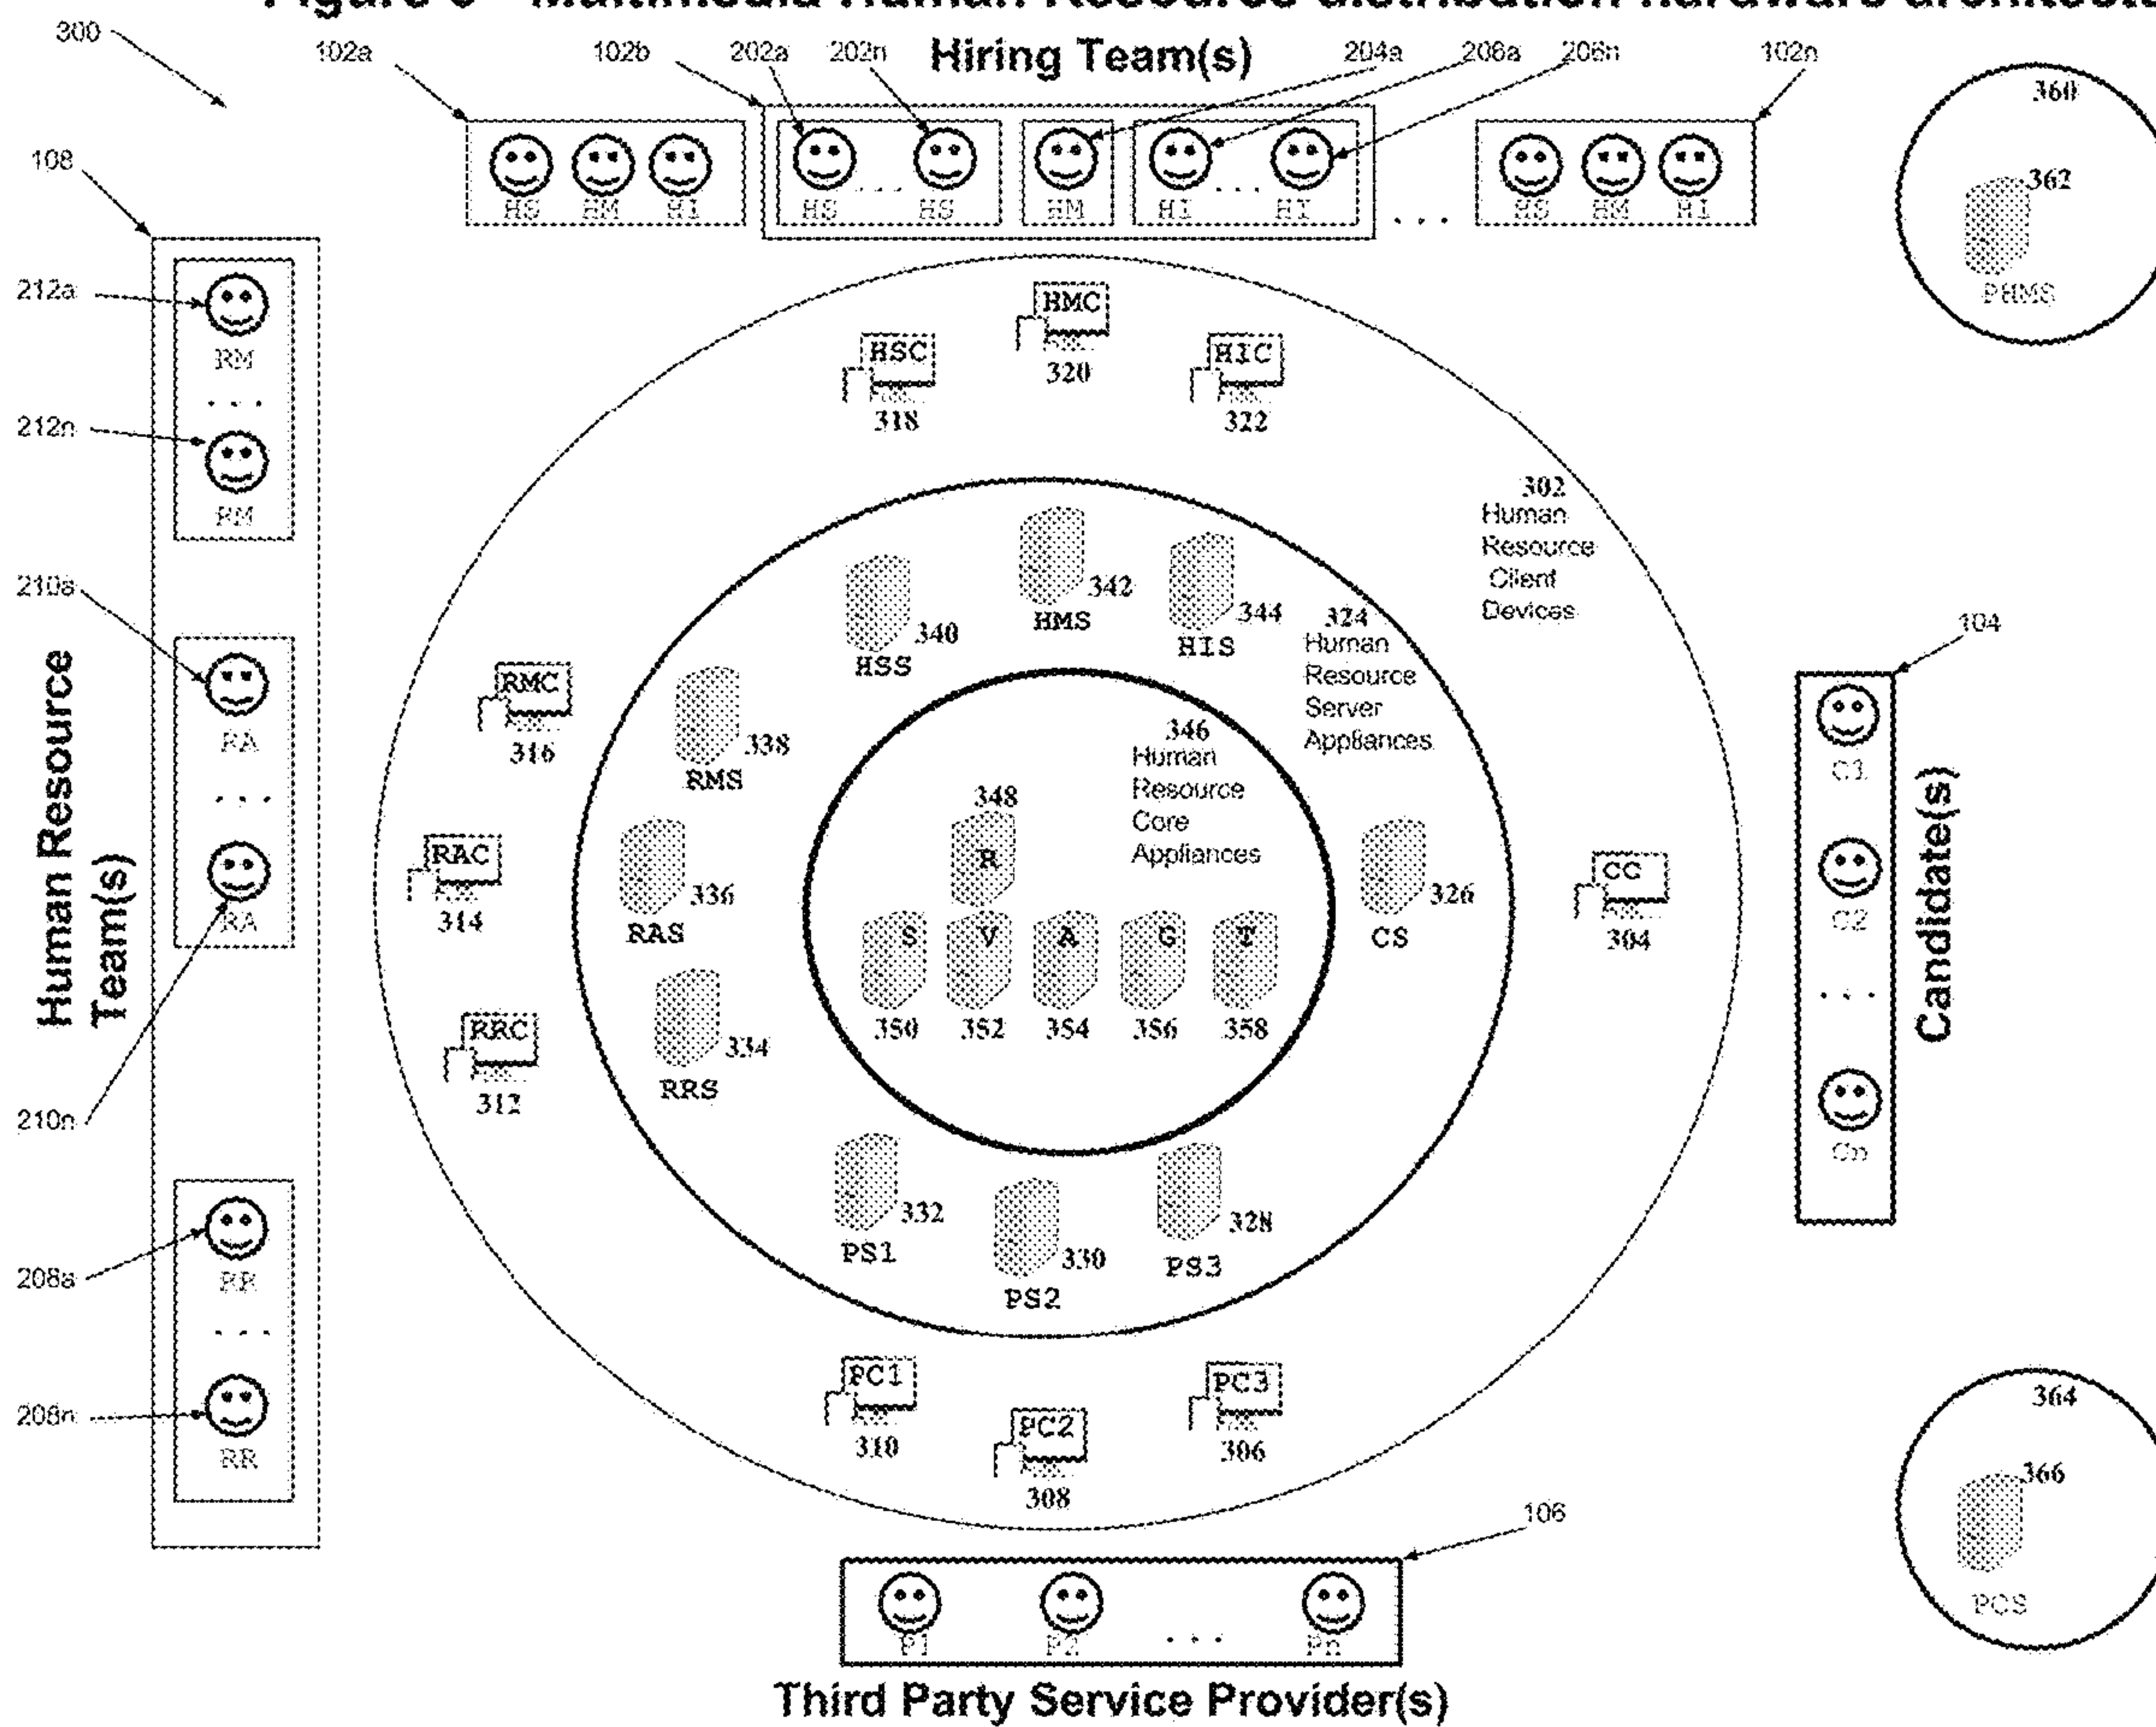 300
102a
102b
202a
202n
Hiring Team(s)
204a
206a
206n
102n
360
362
PHMS
HS HM HI
HS HS
HM
HI HI
. . .
HS HM HI
108
212a
RM
. . .
212n
RM
210a
RA
. . .
RA
210n
208a
RR
. . .
208n
RR
Human Resource
Team(s)
HSC
318
HMC
320
HIC
322
302
Human
Resource
Client
Devices
RMC
316
RAC
314
RRC
312
HSS
340
HMS
342
HIS
344
324
Human
Resource
Server
Appliances
RMS
338
RAS
336
RRS
334
346
Human
Resource
Core
Appliances
348
R
S V A G
350 352 354 356 358
CS
326
CC
304
PS1
332
PS2
330
PS3
328
PC1
310
PC2
308
PC3
306
104
C1
C2
. . .
Cn
Candidate(s)
364
366
PCS
106
P1 P2 . . . Pn
Third Party Service Provider(s)